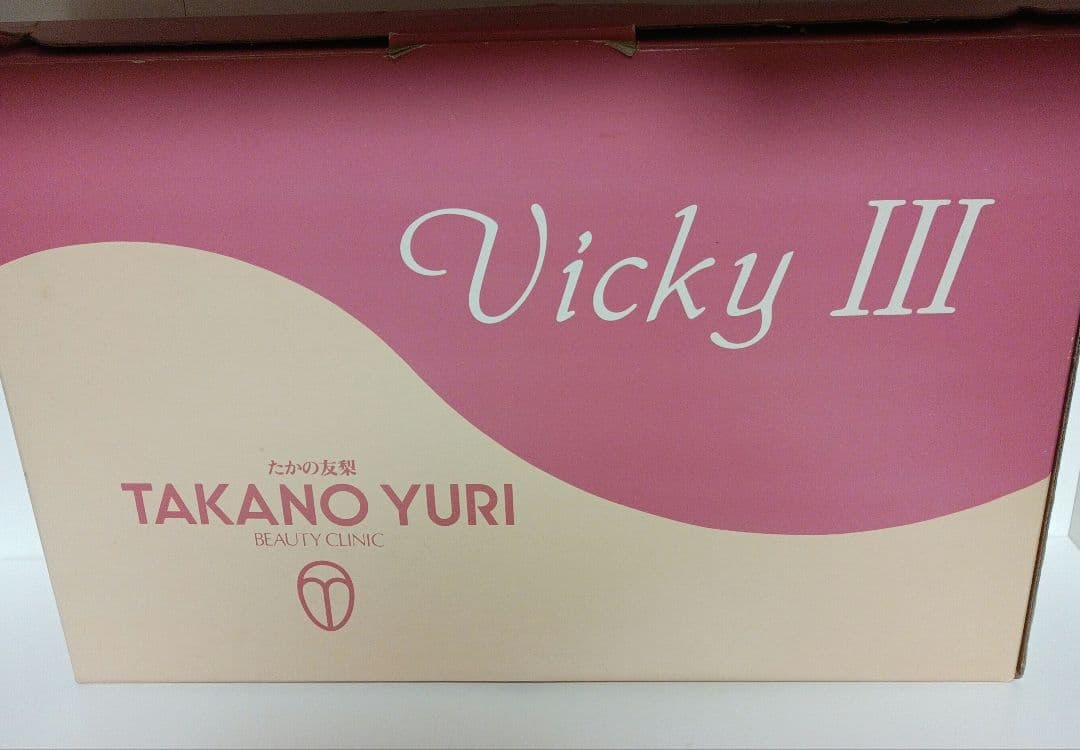 Vicky III
たかの友梨
TAKANO YURI
BEAUTY CLINIC